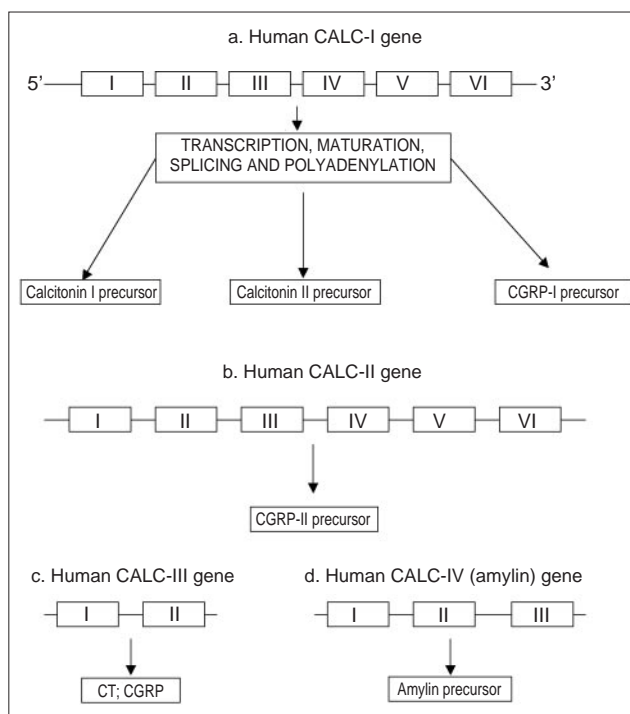 a. Human CALC-I gene
5’ I II III IV V VI 3’
TRANSCRIPTION, MATURATION,
SPLICING AND POLYADENYLATION
Calcitonin I precursor Calcitonin II precursor CGRP-I precursor
b. Human CALC-II gene
I II III IV V VI
CGRP-II precursor
c. Human CALC-III gene d. Human CALC-IV (amylin) gene
I II I II III
CT; CGRP Amylin precursor